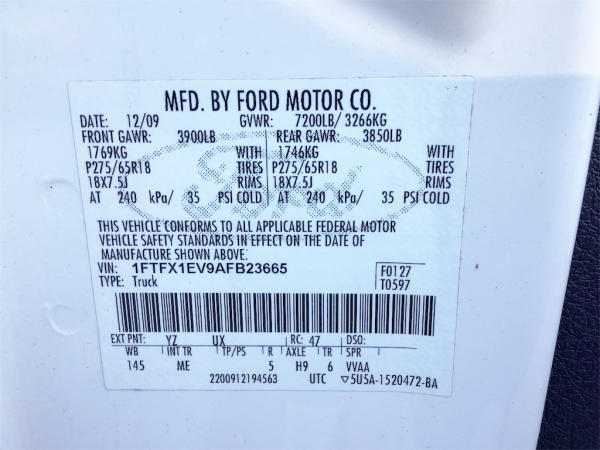 MFD. BY FORD MOTOR CO.
DATE: 12/09 GVWR: 7200LB/ 3266KG
FRONT GAWR: 3900LB REAR GAWR: 3850LB
1769KG WITH 1746KG WITH
P275/65R18 TIRES P275/65R18 TIRES
18X7.5J RIMS 18X7.5J RIMS
AT 240 kPa/ 35 PSI COLD AT 240 kPa/ 35 PSI COLD
THIS VEHICLE CONFORMS TO ALL APPLICABLE FEDERAL MOTOR
VEHICLE SAFETY STANDARDS IN EFFECT ON THE DATE OF
MANUFACTURE SHOWN ABOVE.
VIN: 1FTFX1EV9AFB23665 F0127
TYPE: Truck T0597
EXT PNT: YZ UX RC: 47 DSO:
WB INT TR TP/PS R AXLE TR SPR
145 ME 5 H9 6 VVAA
2200912194563 UTC ▽5U5A-1520472-BA